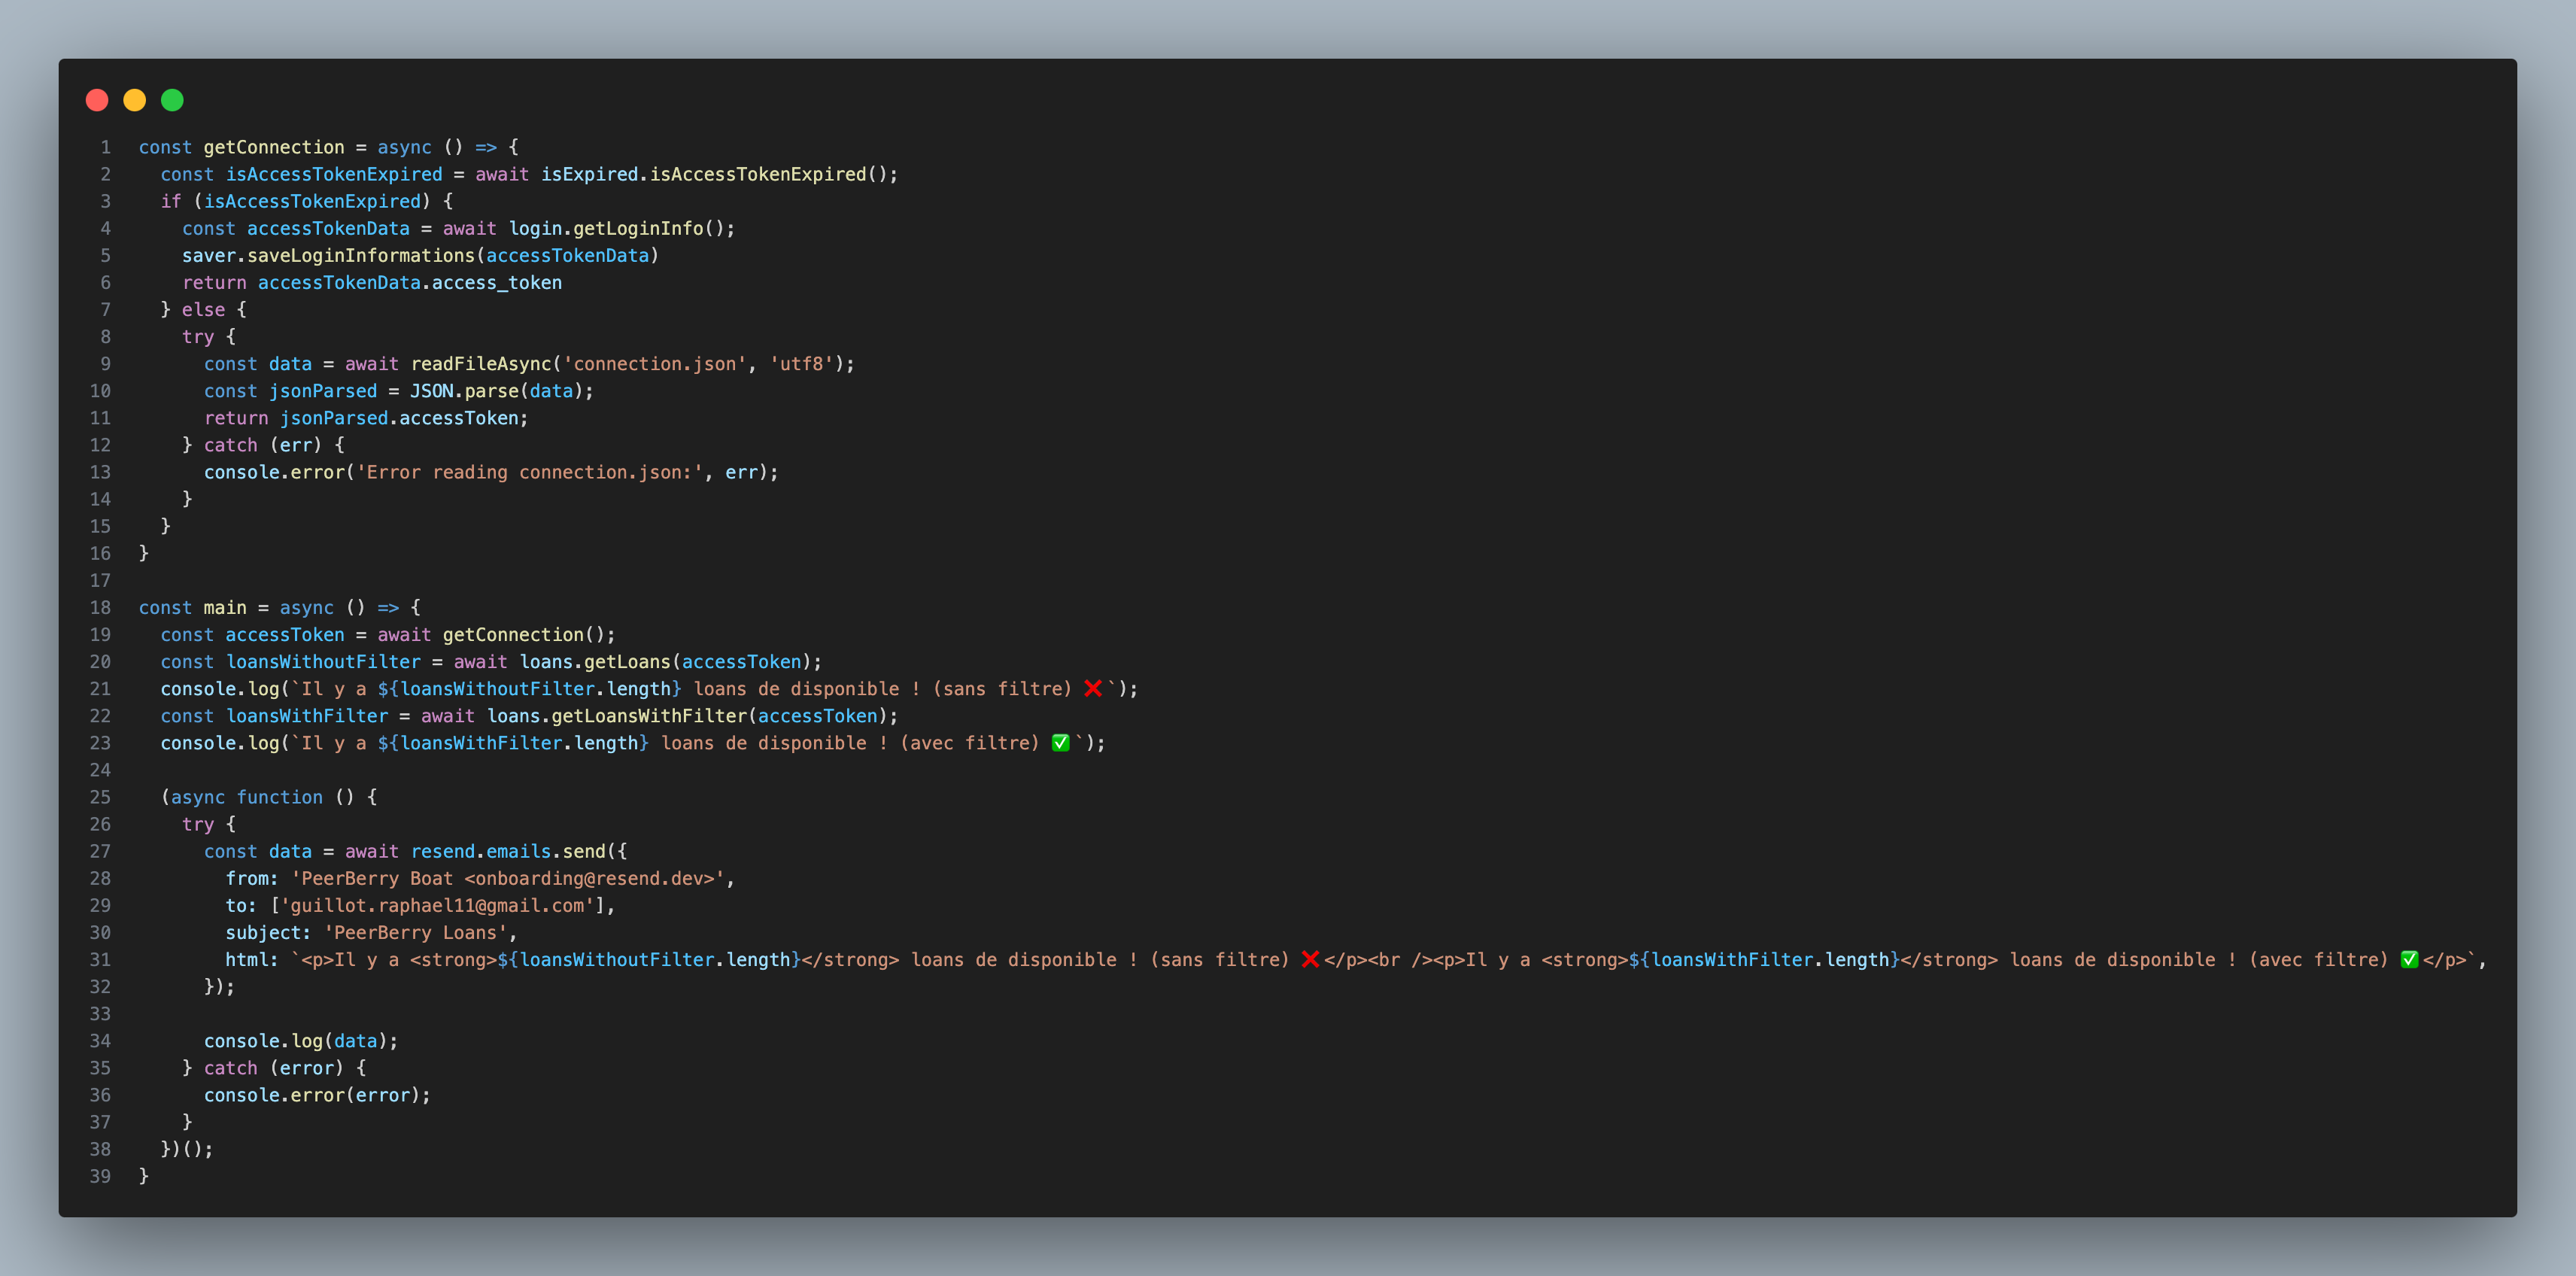 1 const getConnection = async () => {
2 const isAccessTokenExpired = await isExpired.isAccessTokenExpired();
3 if (isAccessTokenExpired) {
4 const accessTokenData = await login.getLoginInfo();
5 saver.saveLoginInformations(accessTokenData)
6 return accessTokenData.access_token
7 } else {
8 try {
9 const data = await readFileAsync('connection.json', 'utf8');
10 const jsonParsed = JSON.parse(data);
11 return jsonParsed.accessToken;
12 } catch (err) {
13 console.error('Error reading connection.json:', err);
14 }
15 }
16 }
17
18 const main = async () => {
19 const accessToken = await getConnection();
20 const loansWithoutFilter = await loans.getLoans(accessToken);
21 console.log(`Il y a ${loansWithoutFilter.length} loans de disponible ! (sans filtre) ❌`);
22 const loansWithFilter = await loans.getLoansWithFilter(accessToken);
23 console.log(`Il y a ${loansWithFilter.length} loans de disponible ! (avec filtre) ✅`);
24
25 (async function () {
26 try {
27 const data = await resend.emails.send({
28 from: 'PeerBerry Boat <onboarding@resend.dev>',
29 to: ['guillot.raphael11@gmail.com'],
30 subject: 'PeerBerry Loans',
31 html: `<p>Il y a <strong>${loansWithoutFilter.length}</strong> loans de disponible ! (sans filtre) ❌</p><br /><p>Il y a <strong>${loansWithFilter.length}</strong> loans de disponible ! (avec filtre) ✅</p>`,
32 });
33
34 console.log(data);
35 } catch (error) {
36 console.error(error);
37 }
38 })();
39 }